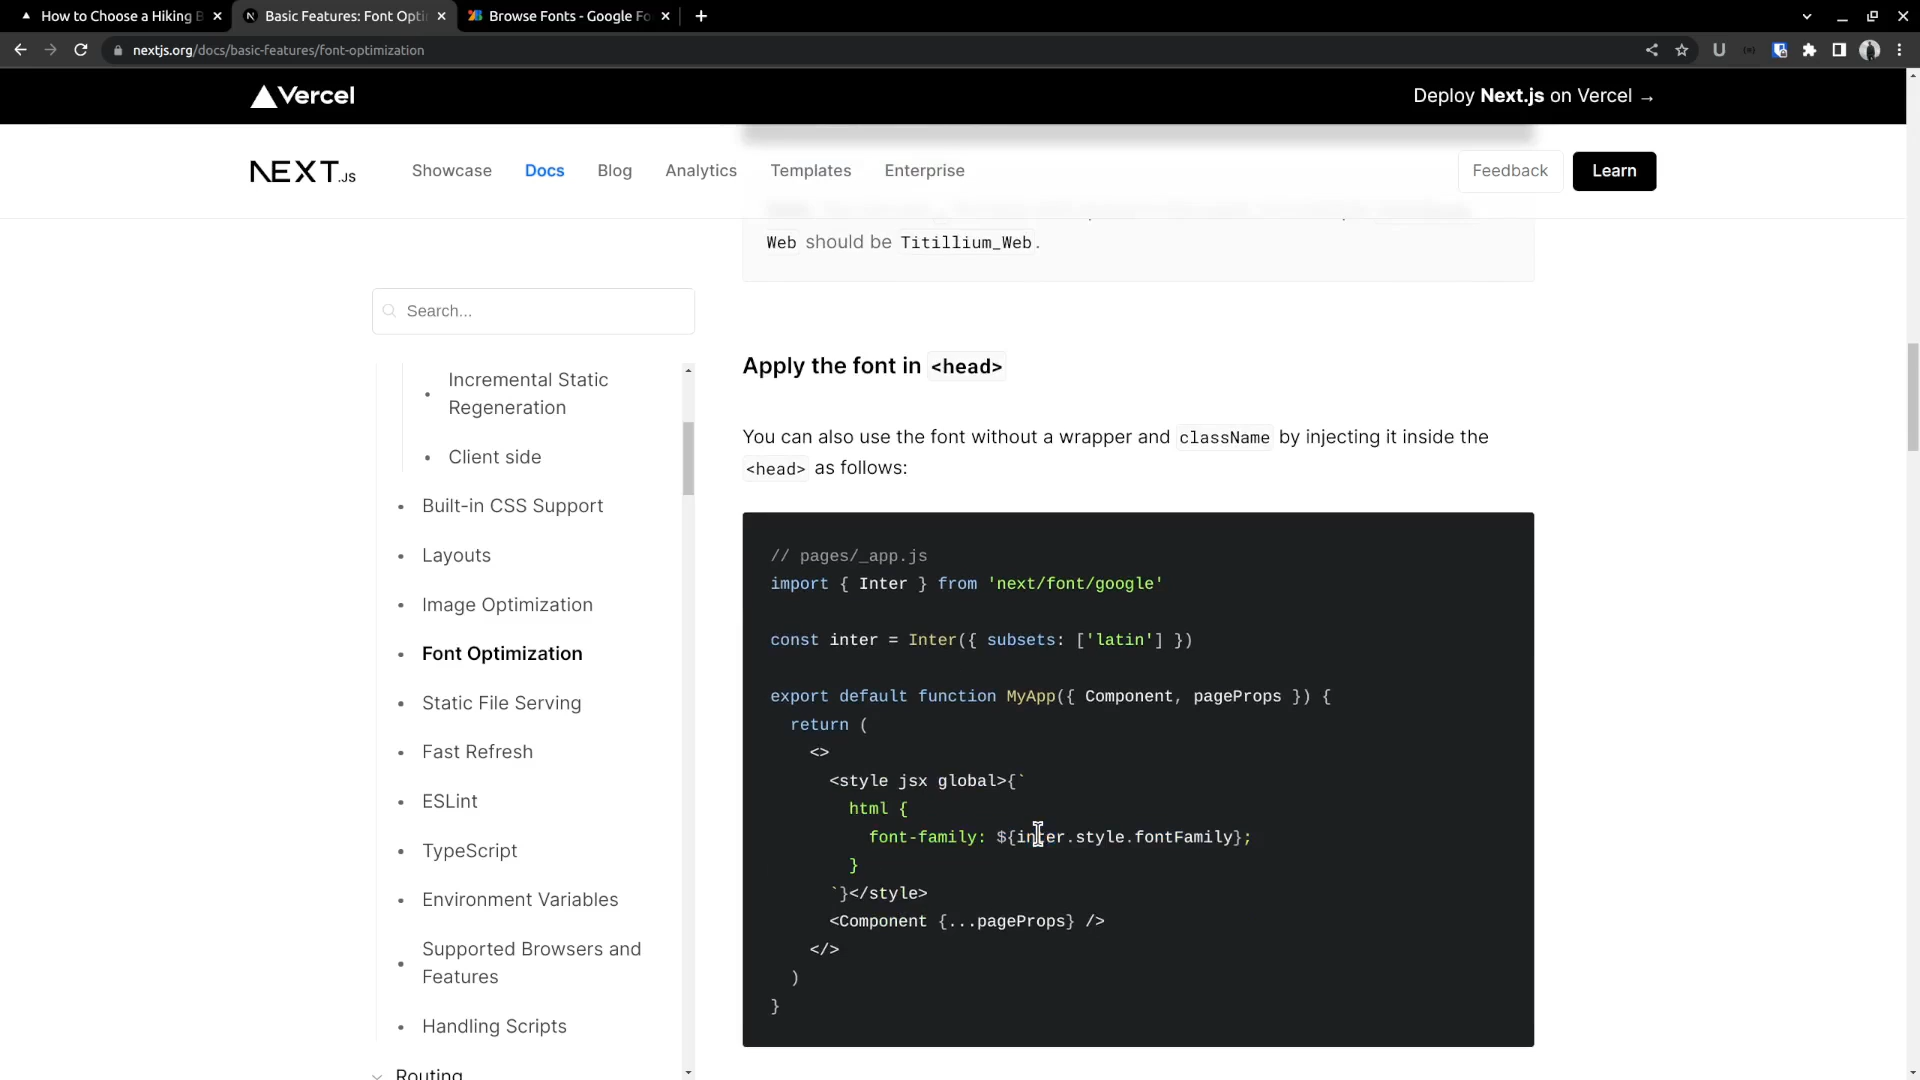 How to Choose a Hiking B
Basic Features: Font Opti
Browse Fonts - Google Fo
nextjs.org/docs/basic-features/font-optimization
Vercel
Deploy Next.js on Vercel →
NEXT.JS
Showcase
Docs
Blog
Analytics
Templates
Enterprise
Feedback
Learn
Web should be Titillium_Web.
Search...
Incremental Static
Regeneration
Client side
Built-in CSS Support
Layouts
Image Optimization
Font Optimization
Static File Serving
Fast Refresh
ESLint
TypeScript
Environment Variables
Supported Browsers and
Features
Handling Scripts
Routing
Apply the font in <head>
You can also use the font without a wrapper and className by injecting it inside the
<head> as follows:
// pages/_app.js
import { Inter } from 'next/font/google'
const inter = Inter({ subsets: ['latin'] })
export default function MyApp({ Component, pageProps }) {
return (
<>
<style jsx global>{`
html {
font-family: ${inter.style.fontFamily};
}
`}</style>
<Component {...pageProps} />
</>
)
}